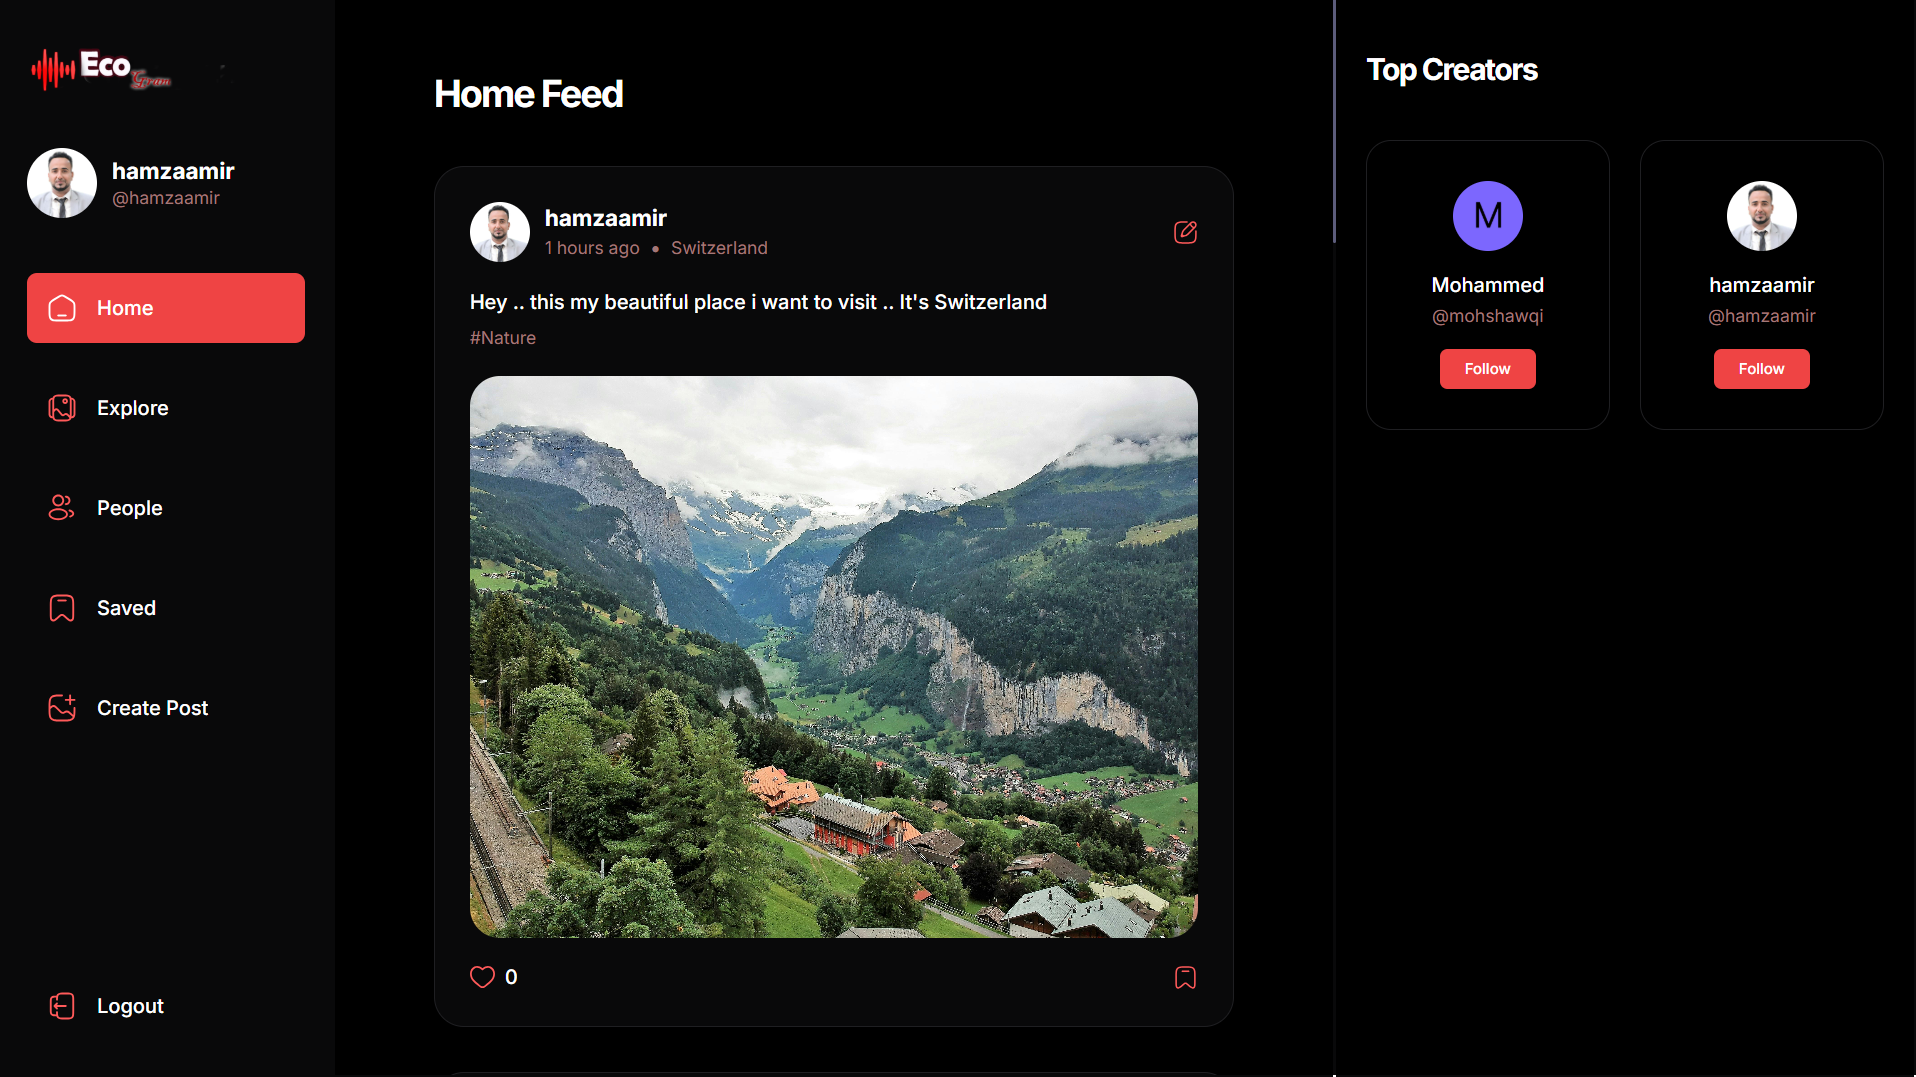 Eco
Gram
hamzaamir
@hamzaamir
Home
Explore
People
Saved
Create Post
Logout
Home Feed
hamzaamir
1 hours ago • Switzerland
Hey .. this my beautiful place i want to visit .. It's Switzerland
#Nature
0
Top Creators
M
Mohammed
@mohshawqi
Follow
hamzaamir
@hamzaamir
Follow